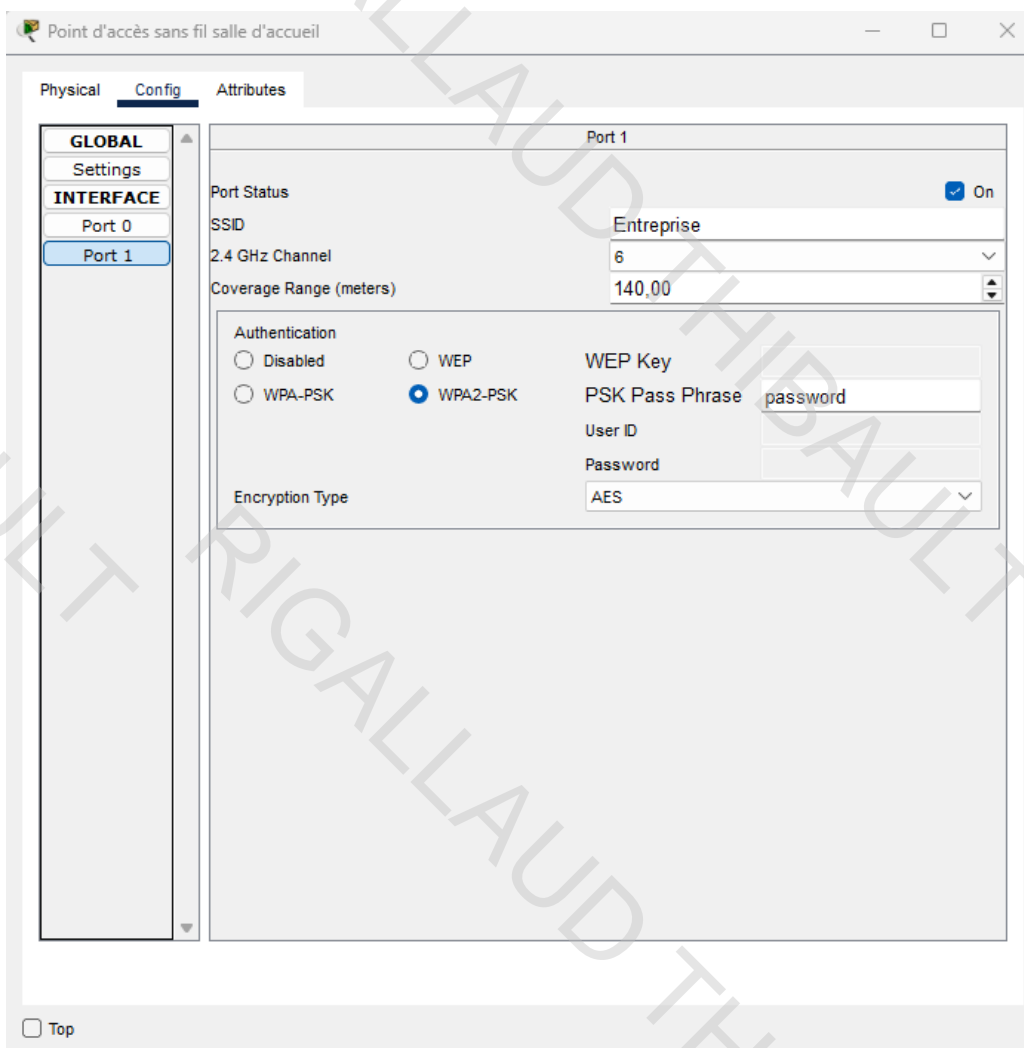 Point d'accès sans fil salle d'accueil
Physical Config Attributes
GLOBAL
Settings
INTERFACE
Port 0
Port 1
Port 1
Port Status On
SSID Entreprise
2.4 GHz Channel 6
Coverage Range (meters) 140,00
Authentication
Disabled WEP WEP Key
WPA-PSK WPA2-PSK PSK Pass Phrase password
User ID
Password
Encryption Type AES
Top
RIGALLAUD THIBAULT